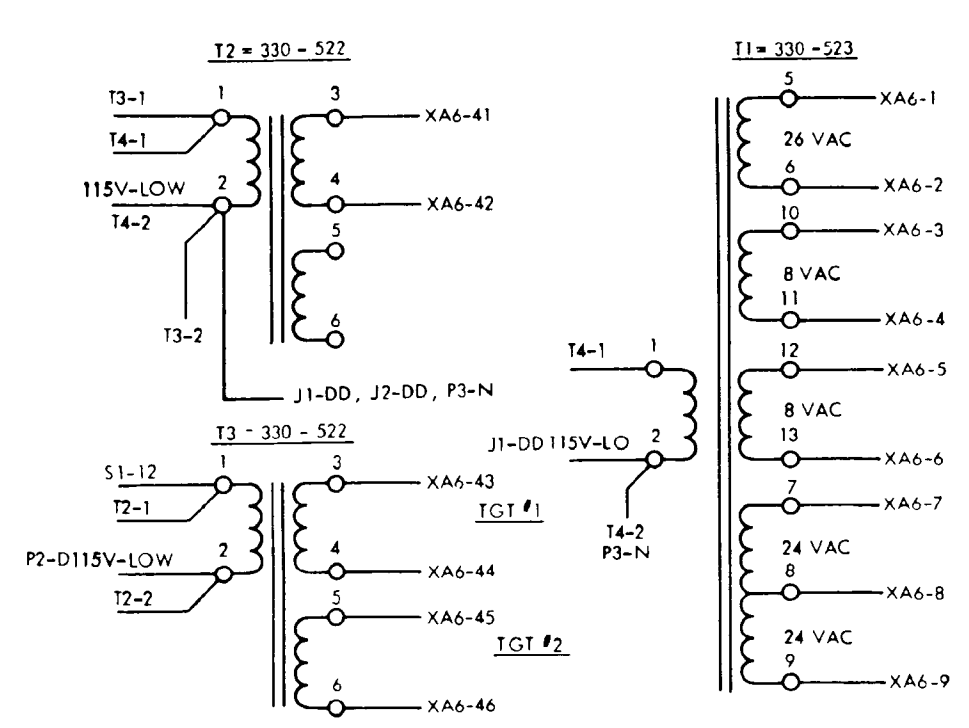 T2 = 330 - 522
T3-1
1
3
XA6-41
T4-1
115V-LOW
2
4
XA6-42
T4-2
5
T3-2
6
J1-DD, J2-DD, P3-N
T3 - 330 - 522
S1-12
1
3
XA6-43
T2-1
TGT #1
P2-D115V-LOW
2
4
XA6-44
T2-2
5
XA6-45
TGT #2
6
XA6-46
T1= 330 -523
5
XA6-1
26 VAC
6
XA6-2
10
XA6-3
8 VAC
11
XA6-4
T4-1
1
12
XA6-5
8 VAC
J1-DD 115V-LO
2
13
XA6-6
T4-2
P3-N
7
XA6-7
24 VAC
8
XA6-8
24 VAC
9
XA6-9